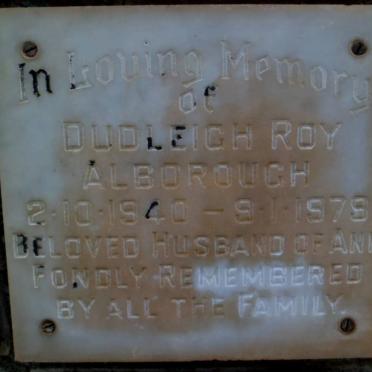 In Loving Memory
of
DUDLEIGH ROY
ALBOROUGH
2·10·1940 – 9·1·1979
BELOVED HUSBAND OF ANN
FONDLY REMEMBERED
BY ALL THE FAMILY.